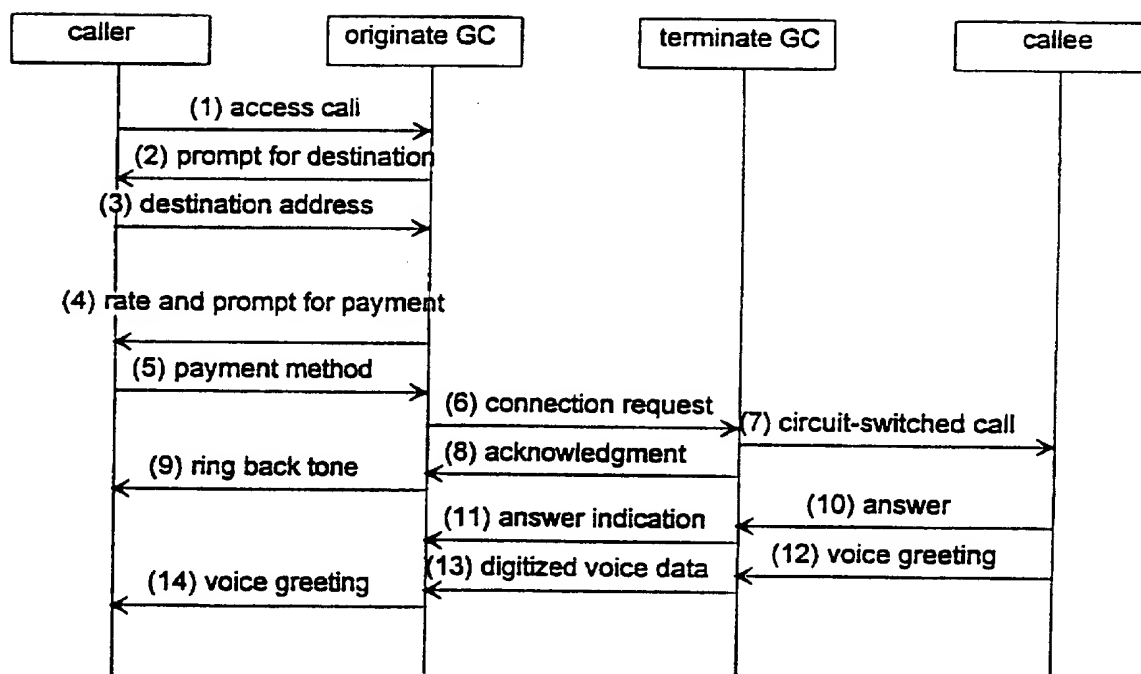 caller
originate GC
terminate GC
callee
(1) access call
(2) prompt for destination
(3) destination address
(4) rate and prompt for payment
(5) payment method
(6) connection request
(7) circuit-switched call
(8) acknowledgment
(9) ring back tone
(10) answer
(11) answer indication
(12) voice greeting
(13) digitized voice data
(14) voice greeting